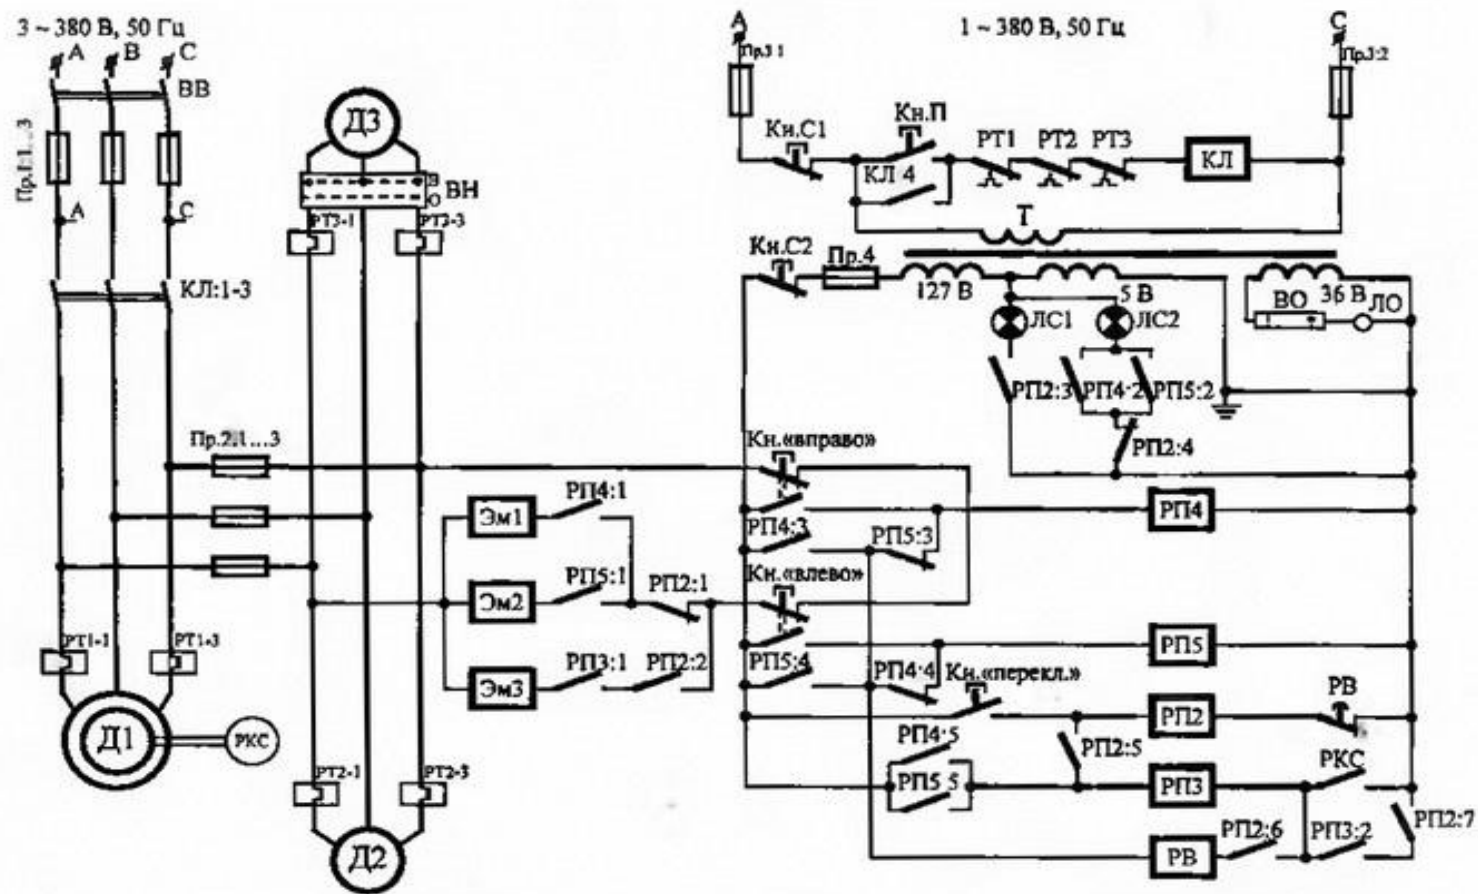 3 ~ 380 В, 50 Гц
А
В
С
ВВ
Пр.1:1...3
А
С
КЛ:1-3
Д3
В
О
ВН
РТ3-1
РТ3-3
Пр.2:1...3
РТ1-1
РТ1-3
Д1
РКС
РТ2-1
РТ2-3
Д2
Эм1
РП4:1
Эм2
РП5:1
РП2:1
Эм3
РП3:1
РП2:2
А
1 ~ 380 В, 50 Гц
С
Пр.3:1
Пр.3:2
Кн.С1
Кн.П
КЛ 4
РТ1
РТ2
РТ3
КЛ
Т
Кн.С2
Пр.4
127 В
5 В
36 В
ВО
ЛО
ЛС1
ЛС2
РП2:3
РП4:2
РП5:2
РП2:4
Кн.«вправо»
РП4:3
РП5:3
РП4
Кн.«влево»
РП5:4
РП4:4
РП5
Кн.«перекл.»
РП2
РВ
РП4:5
РП5 5
РП2:5
РП3
РКС
РВ
РП2:6
РП3:2
РП2:7